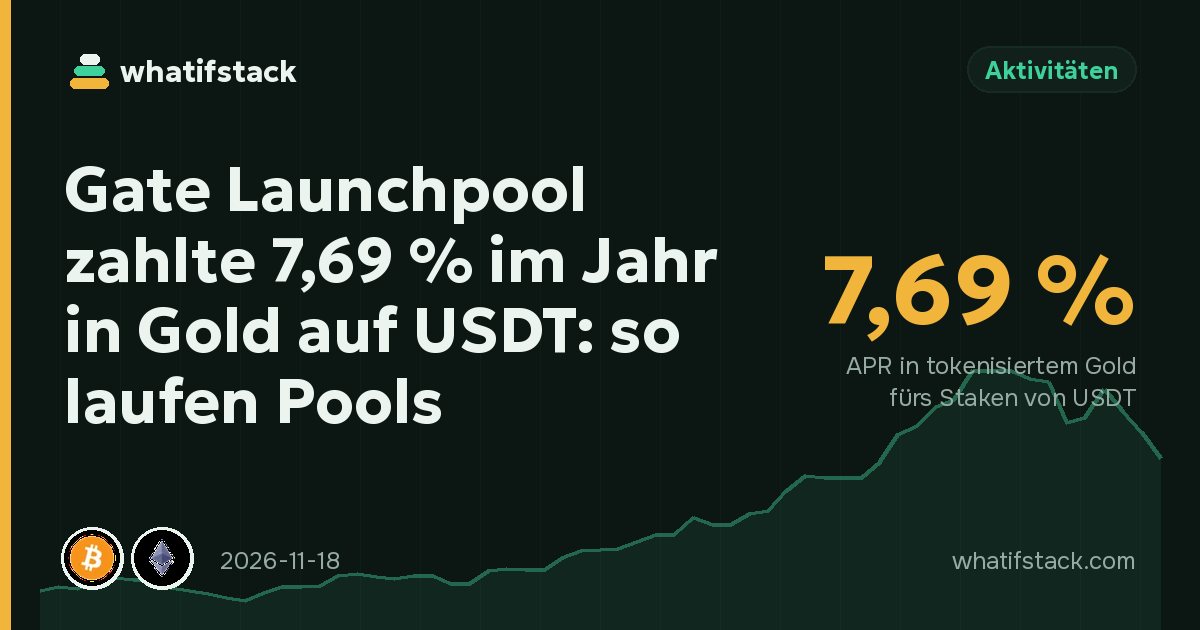 whatifstack
Aktivitäten
Gate Launchpool
zahlte 7,69 % im Jahr
in Gold auf USDT: so
laufen Pools
7,69 %
APR in tokenisiertem Gold
fürs Staken von USDT
2026-11-18
whatifstack.com